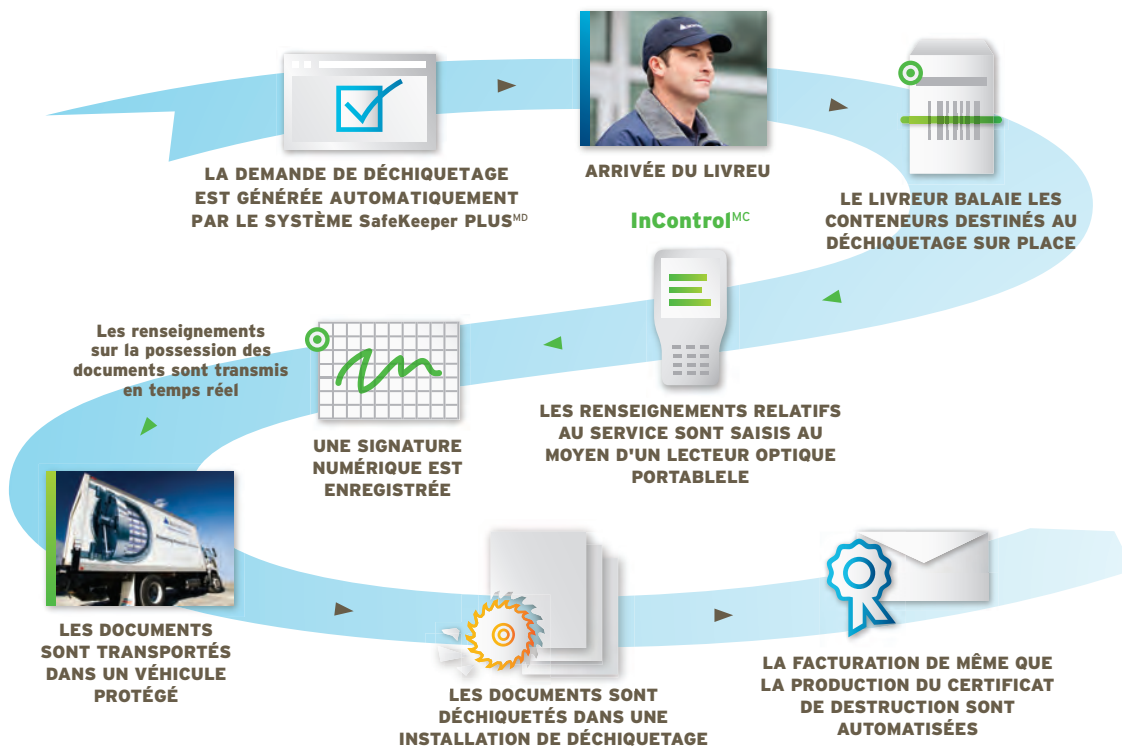 LA DEMANDE DE DÉCHIQUETAGE
EST GÉNÉRÉE AUTOMATIQUEMENT
PAR LE SYSTÈME SafeKeeper PLUSMD
ARRIVÉE DU LIVREU
LE LIVREUR BALAIE LES
CONTENEURS DESTINÉS AU
DÉCHIQUETAGE SUR PLACE
InControlMC
LES RENSEIGNEMENTS RELATIFS
AU SERVICE SONT SAISIS AU
MOYEN D'UN LECTEUR OPTIQUE
PORTABLELE
UNE SIGNATURE
NUMÉRIQUE EST
ENREGISTRÉE
Les renseignements
sur la possession des
documents sont transmis
en temps réel
LES DOCUMENTS
SONT TRANSPORTÉS
DANS UN VÉHICULE
PROTÉGÉ
LES DOCUMENTS SONT
DÉCHIQUETÉS DANS UNE
INSTALLATION DE DÉCHIQUETAGE
LA FACTURATION DE MÊME QUE
LA PRODUCTION DU CERTIFICAT
DE DESTRUCTION SONT
AUTOMATISÉES